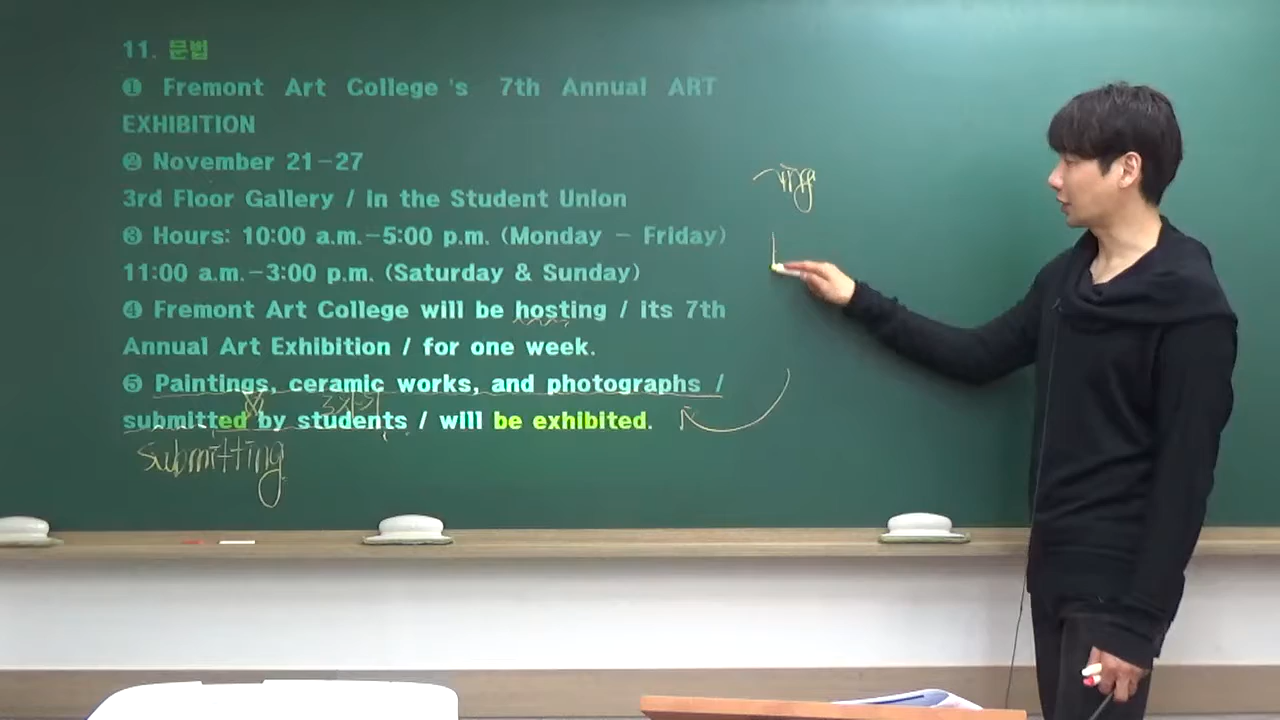 11. 문법
❶ Fremont Art College's 7th Annual ART
EXHIBITION
❷ November 21-27
3rd Floor Gallery / in the Student Union
❸ Hours: 10:00 a.m.-5:00 p.m. (Monday - Friday)
11:00 a.m.-3:00 p.m. (Saturday & Sunday)
❹ Fremont Art College will be hosting / its 7th
Annual Art Exhibition / for one week.
❺ Paintings, ceramic works, and photographs /
submitted by students / will be exhibited.
submitting